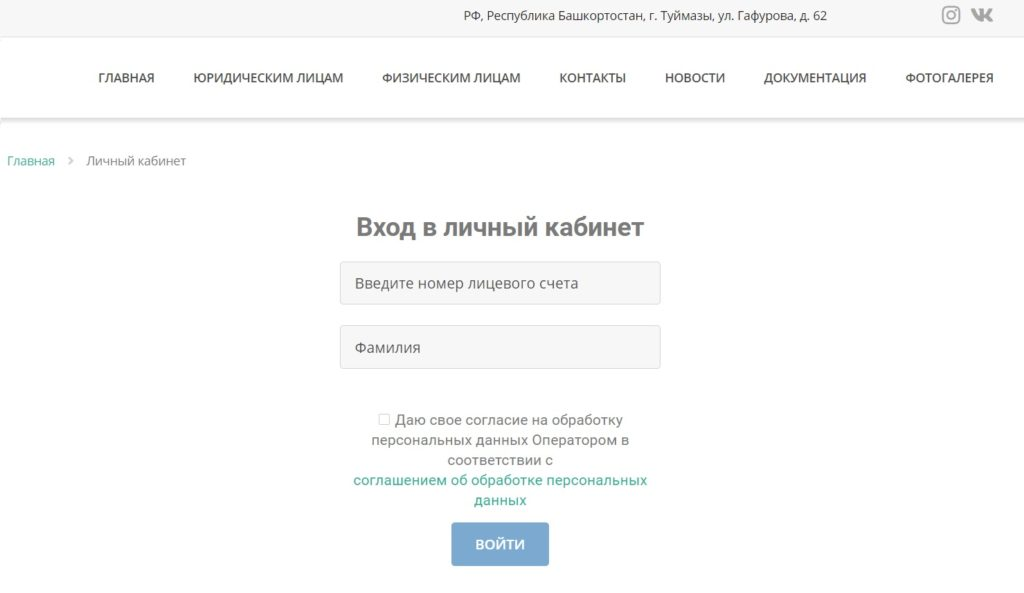 РФ, Республика Башкортостан, г. Туймазы, ул. Гафурова, д. 62
ГЛАВНАЯ ЮРИДИЧЕСКИМ ЛИЦАМ ФИЗИЧЕСКИМ ЛИЦАМ КОНТАКТЫ НОВОСТИ ДОКУМЕНТАЦИЯ ФОТОГАЛЕРЕЯ
Главная > Личный кабинет
Вход в личный кабинет
Введите номер лицевого счета
Фамилия
Даю свое согласие на обработку
персональных данных Оператором в
соответствии с
соглашением об обработке персональных
данных
ВОЙТИ